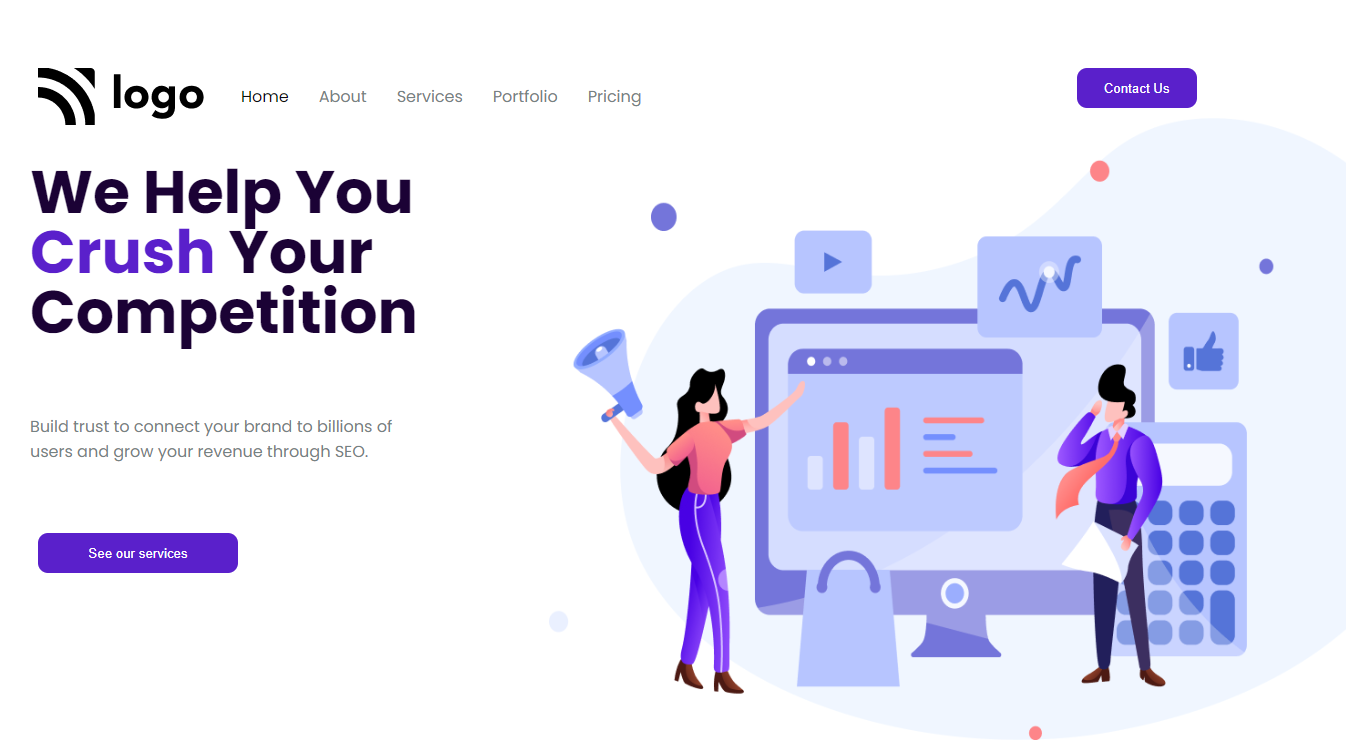 logo
Home About Services Portfolio Pricing
Contact Us
We Help You
Crush Your
Competition
Build trust to connect your brand to billions of
users and grow your revenue through SEO.
See our services